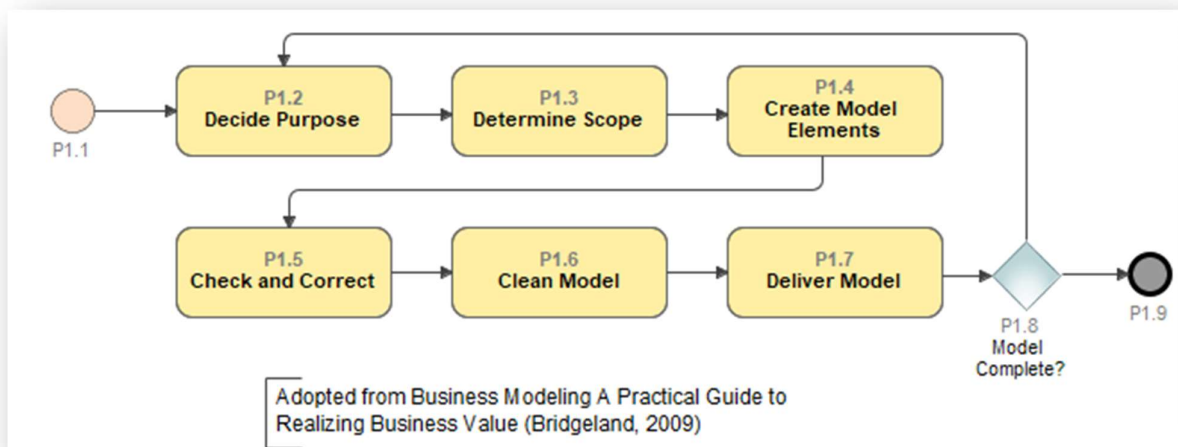 P1.1
P1.2
Decide Purpose
P1.3
Determine Scope
P1.4
Create Model
Elements
P1.5
Check and Correct
P1.6
Clean Model
P1.7
Deliver Model
P1.8
Model
Complete?
P1.9
Adopted from Business Modeling A Practical Guide to
Realizing Business Value (Bridgeland, 2009)